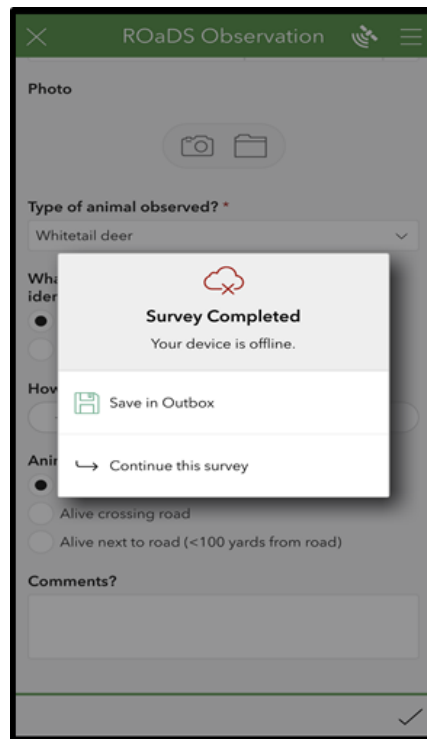 ROaDS Observation
Photo
Type of animal observed? *
Whitetail deer
Survey Completed
Your device is offline.
Save in Outbox
Continue this survey
Alive crossing road
Alive next to road (<100 yards from road)
Comments?